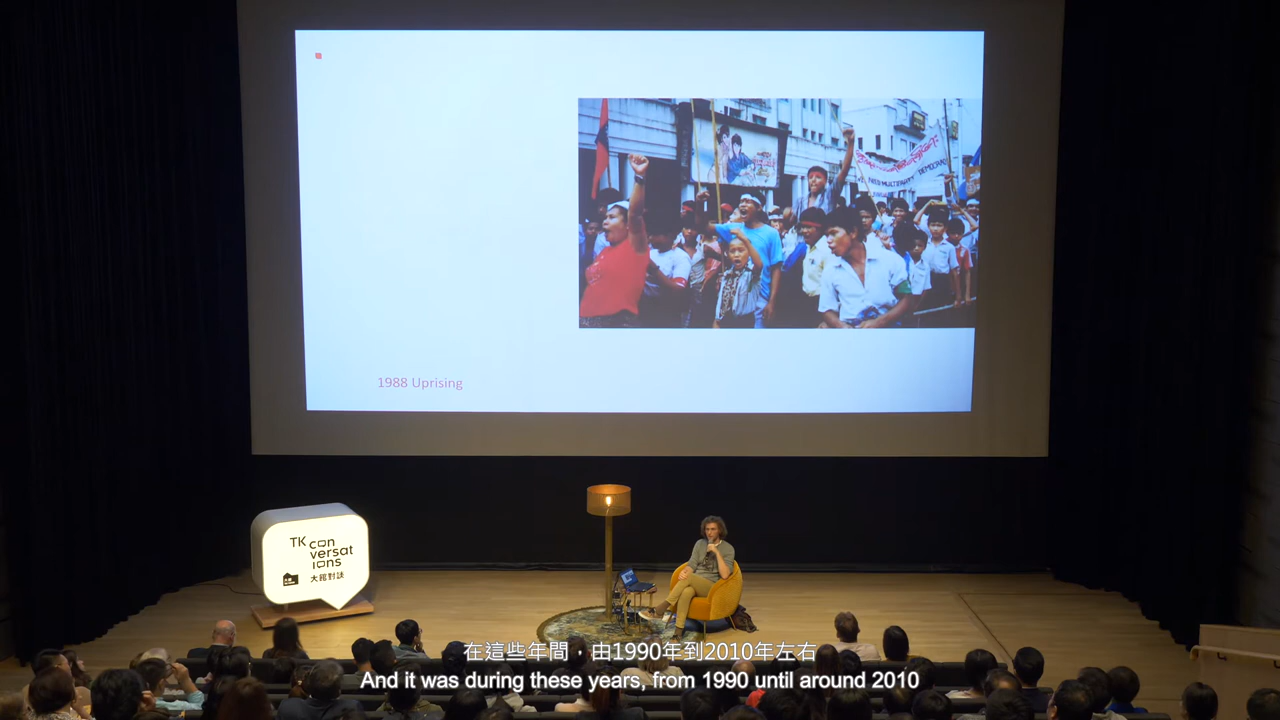 DEMOCRACY
1988 Uprising
TK
con
versat
ions
大館對談
在這些年間，由1990年到2010年左右
And it was during these years, from 1990 until around 2010